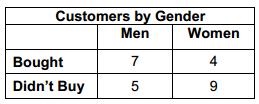 Customers by Gender
Men Women
Bought 7 4
Didn't Buy 5 9